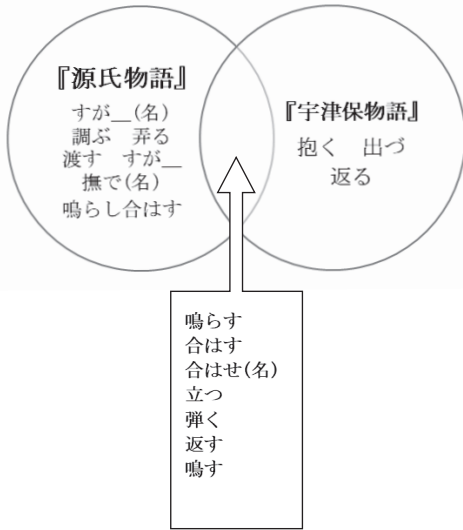 『源氏物語』
すが__(名)
調ぶ 弄る
渡す すが__
撫で(名)
鳴らし合はす
『宇津保物語』
抱く 出づ
返る
鳴らす
合はす
合はせ(名)
立つ
弾く
返す
鳴す